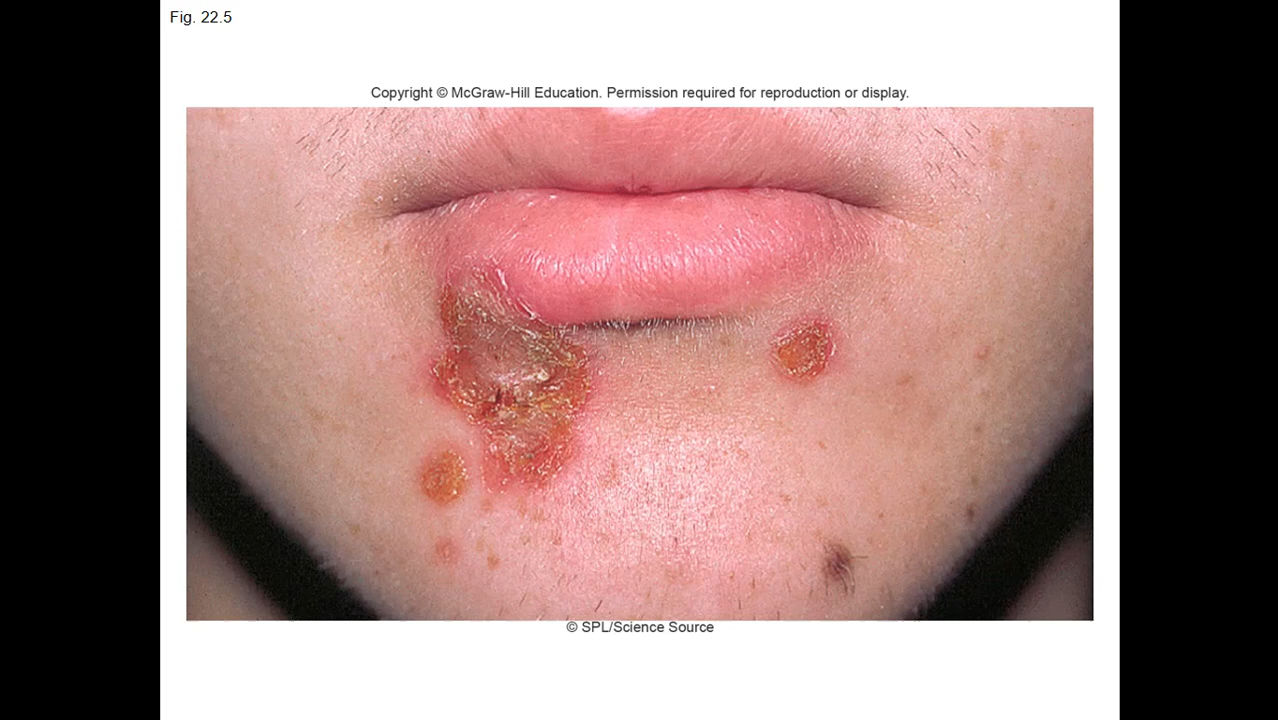 Fig. 22.5
Copyright © McGraw-Hill Education. Permission required for reproduction or display.
© SPL/Science Source